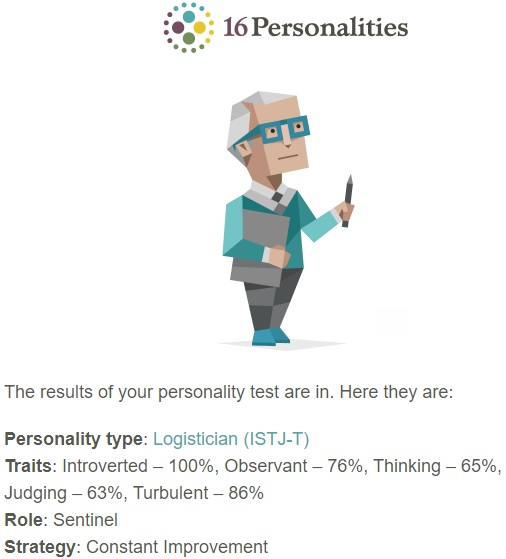 16Personalities
The results of your personality test are in. Here they are:
Personality type: Logistician (ISTJ-T)
Traits: Introverted – 100%, Observant – 76%, Thinking – 65%,
Judging – 63%, Turbulent – 86%
Role: Sentinel
Strategy: Constant Improvement